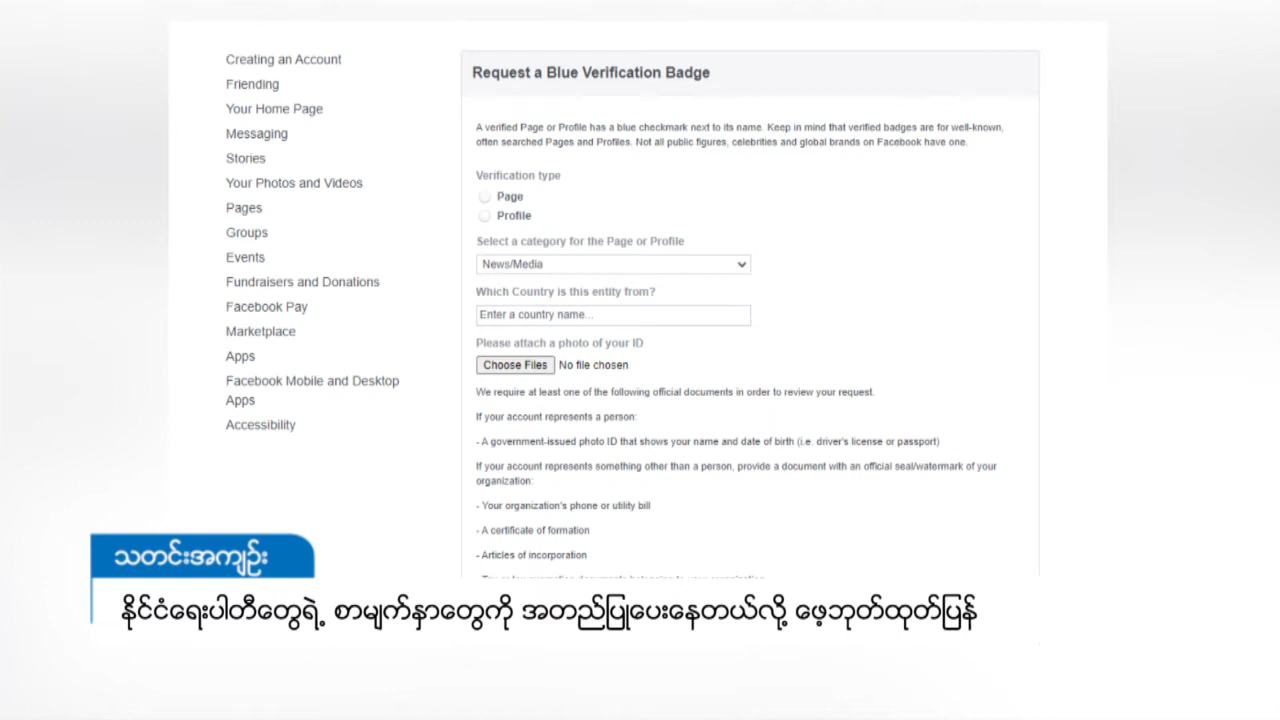 Creating an Account
Friending
Your Home Page
Messaging
Stories
Your Photos and Videos
Pages
Groups
Events
Fundraisers and Donations
Facebook Pay
Marketplace
Apps
Facebook Mobile and Desktop
Apps
Accessibility
Request a Blue Verification Badge
A verified Page or Profile has a blue checkmark next to its name. Keep in mind that verified badges are for well-known,
often searched Pages and Profiles. Not all public figures, celebrities and global brands on Facebook have one.
Verification type
Page
Profile
Select a category for the Page or Profile
News/Media
Which Country is this entity from?
Enter a country name...
Please attach a photo of your ID
Choose Files No file chosen
We require at least one of the following official documents in order to review your request.
If your account represents a person:
- A government-issued photo ID that shows your name and date of birth (i.e. driver's license or passport)
If your account represents something other than a person, provide a document with an official seal/watermark of your
organization:
- Your organization's phone or utility bill
- A certificate of formation
- Articles of incorporation
သတင်းအကျဉ်း
နိုင်ငံရေးပါတီတွေရဲ့ စာမျက်နှာတွေကို အတည်ပြုပေးနေတယ်လို့ ဖေ့ဘုတ်ထုတ်ပြန်